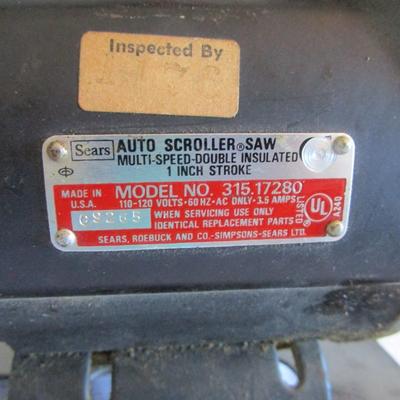 Inspected By
Sears AUTO SCROLLER® SAW
MULTI-SPEED-DOUBLE INSULATED
1 INCH STROKE
MADE IN U.S.A.
MODEL NO. 315.17280
110-120 VOLTS • 60 HZ • AC ONLY • 3.5 AMPS
WHEN SERVICING USE ONLY
IDENTICAL REPLACEMENT PARTS
SEARS, ROEBUCK AND CO.-SIMPSONS-SEARS LTD.
UL
LISTED
A240